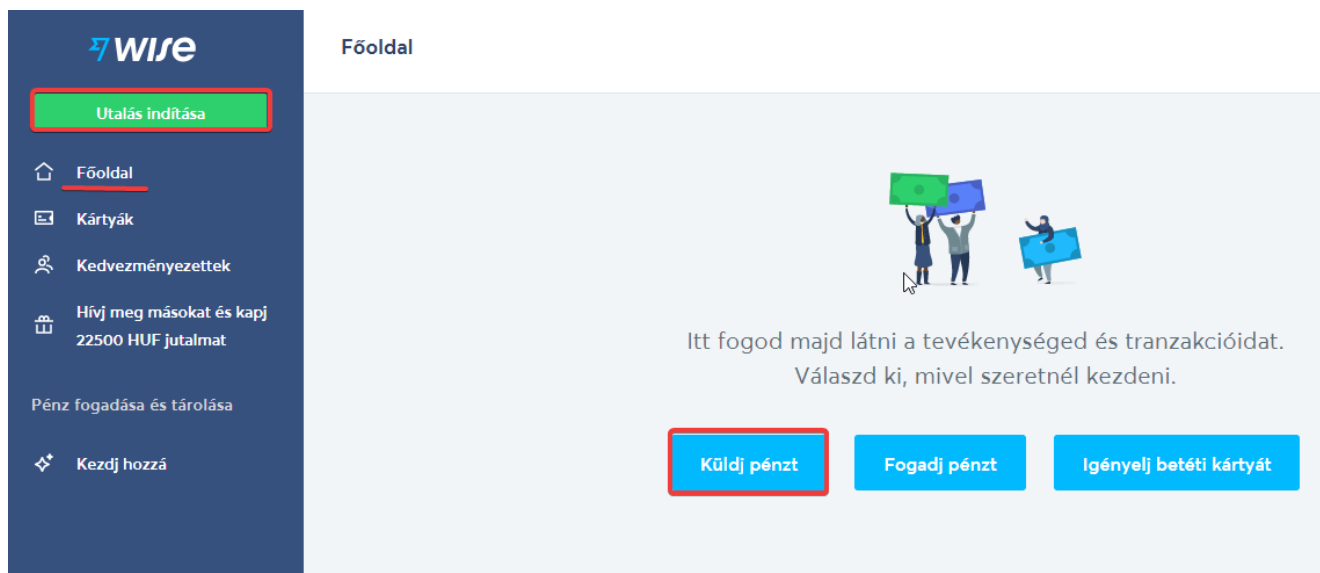 wise
Utalás indítása
Főoldal
Kártyák
Kedvezményezettek
Hívj meg másokat és kapj
22500 HUF jutalmat
Pénz fogadása és tárolása
Kezdj hozzá
Főoldal
Itt fogod majd látni a tevékenységed és tranzakcióidat.
Válaszd ki, mivel szeretnél kezdeni.
Küldj pénzt
Fogadj pénzt
Igényelj betéti kártyát